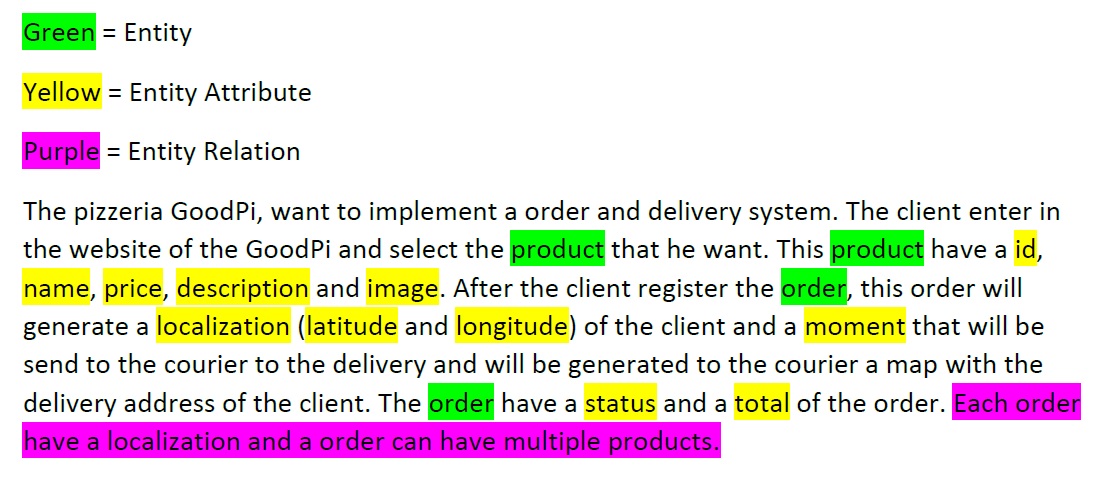 Green = Entity
Yellow = Entity Attribute
Purple = Entity Relation
The pizzeria GoodPi, want to implement a order and delivery system. The client enter in
the website of the GoodPi and select the product that he want. This product have a id,
name, price, description and image. After the client register the order, this order will
generate a localization (latitude and longitude) of the client and a moment that will be
send to the courier to the delivery and will be generated to the courier a map with the
delivery address of the client. The order have a status and a total of the order. Each order
have a localization and a order can have multiple products.